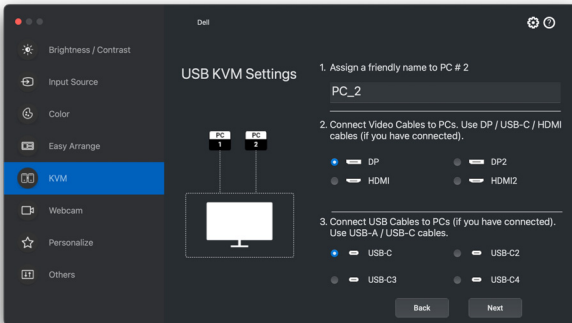 Dell
Brightness / Contrast
Input Source
Color
Easy Arrange
KVM
Webcam
Personalize
Others
USB KVM Settings
PC
1
PC
2
1. Assign a friendly name to PC # 2
PC_2
2. Connect Video Cables to PCs. Use DP / USB-C / HDMI
cables (if you have connected).
DP
DP2
HDMI
HDMI2
3. Connect USB Cables to PCs (if you have connected).
Use USB-A / USB-C cables.
USB-C
USB-C2
USB-C3
USB-C4
Back
Next